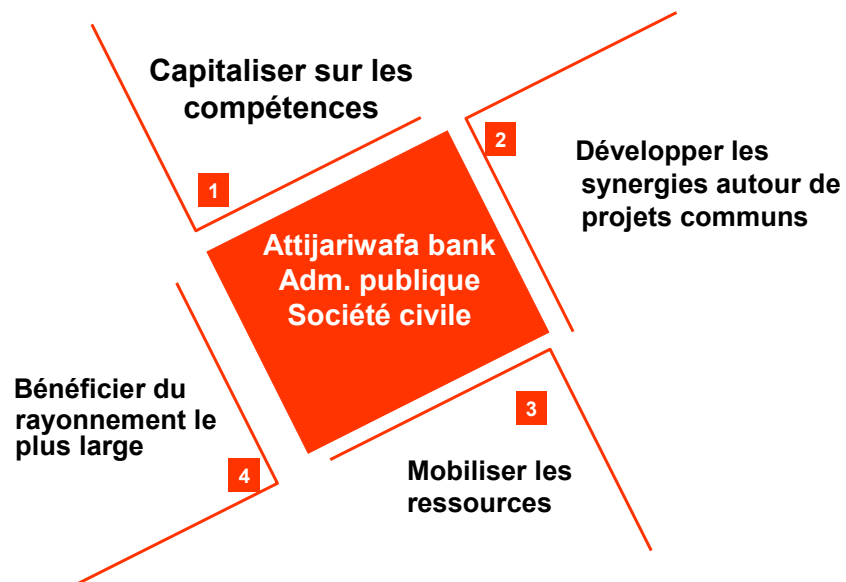 Capitaliser sur les
compétences
1
2
Développer les
synergies autour de
projets communs
Attijariwafa bank
Adm. publique
Société civile
3
Mobiliser les
ressources
Bénéficier du
rayonnement le
plus large
4